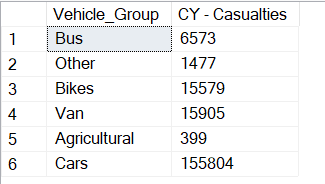 Vehicle_Group CY - Casualties
1 Bus 6573
2 Other 1477
3 Bikes 15579
4 Van 15905
5 Agricultural 399
6 Cars 155804